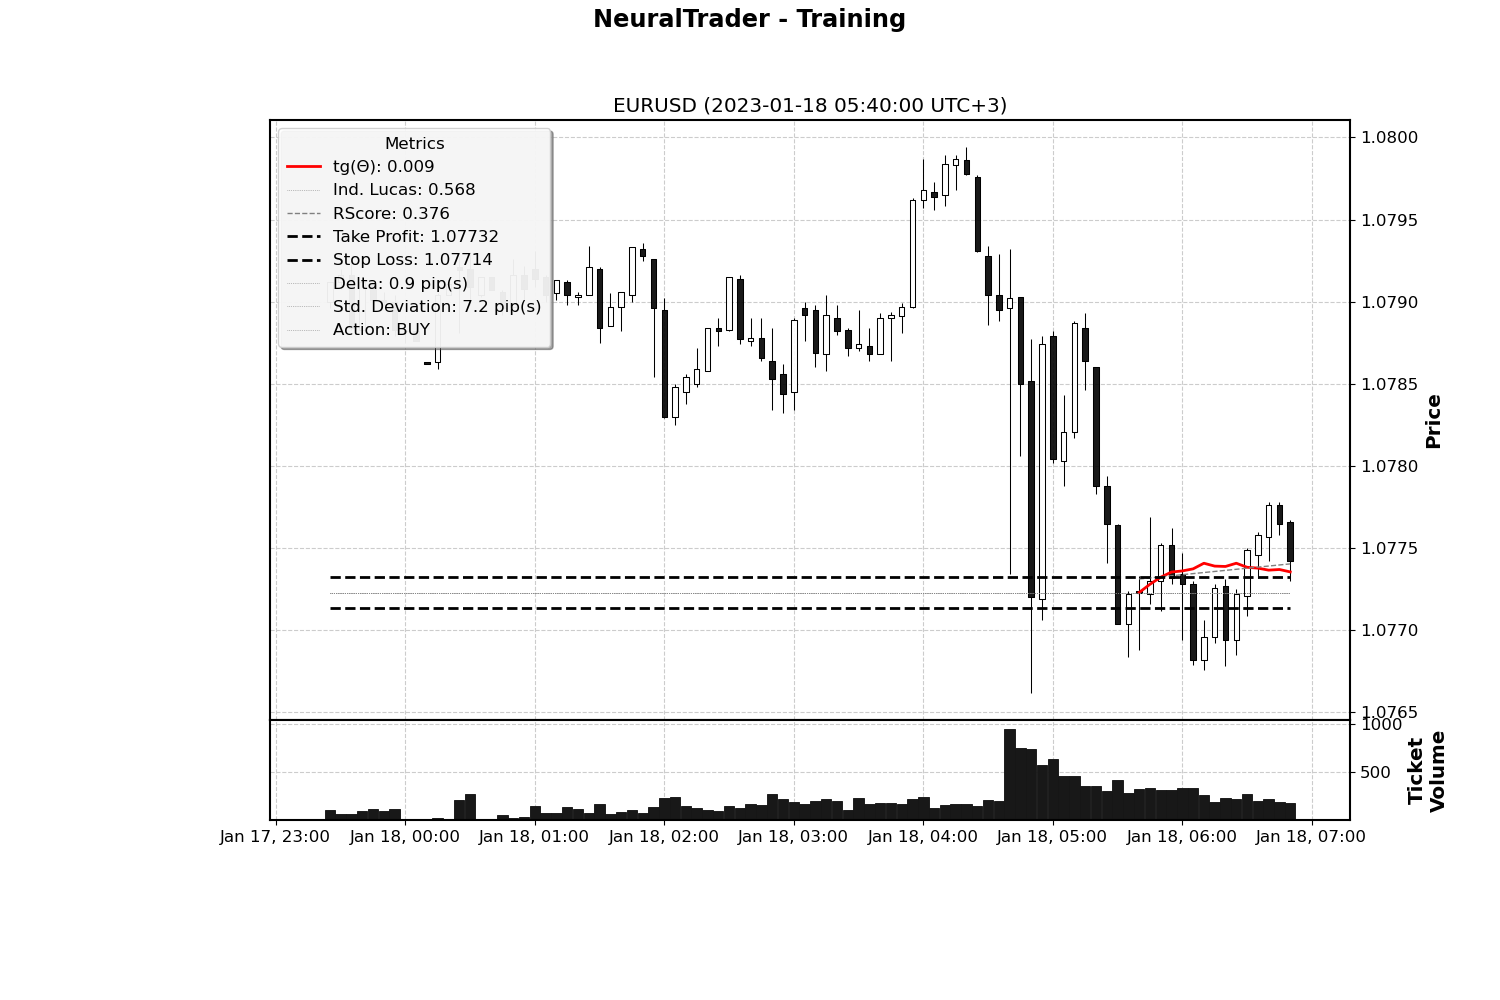 NeuralTrader - Training
EURUSD (2023-01-18 05:40:00 UTC+3)
Metrics
tg(Θ): 0.009
Ind. Lucas: 0.568
RScore: 0.376
Take Profit: 1.07732
Stop Loss: 1.07714
Delta: 0.9 pip(s)
Std. Deviation: 7.2 pip(s)
Action: BUY
1.0800
1.0795
1.0790
1.0785
1.0780
1.0775
1.0770
1.0765
Price
1000
500
Ticket
Volume
Jan 17, 23:00
Jan 18, 00:00
Jan 18, 01:00
Jan 18, 02:00
Jan 18, 03:00
Jan 18, 04:00
Jan 18, 05:00
Jan 18, 06:00
Jan 18, 07:00